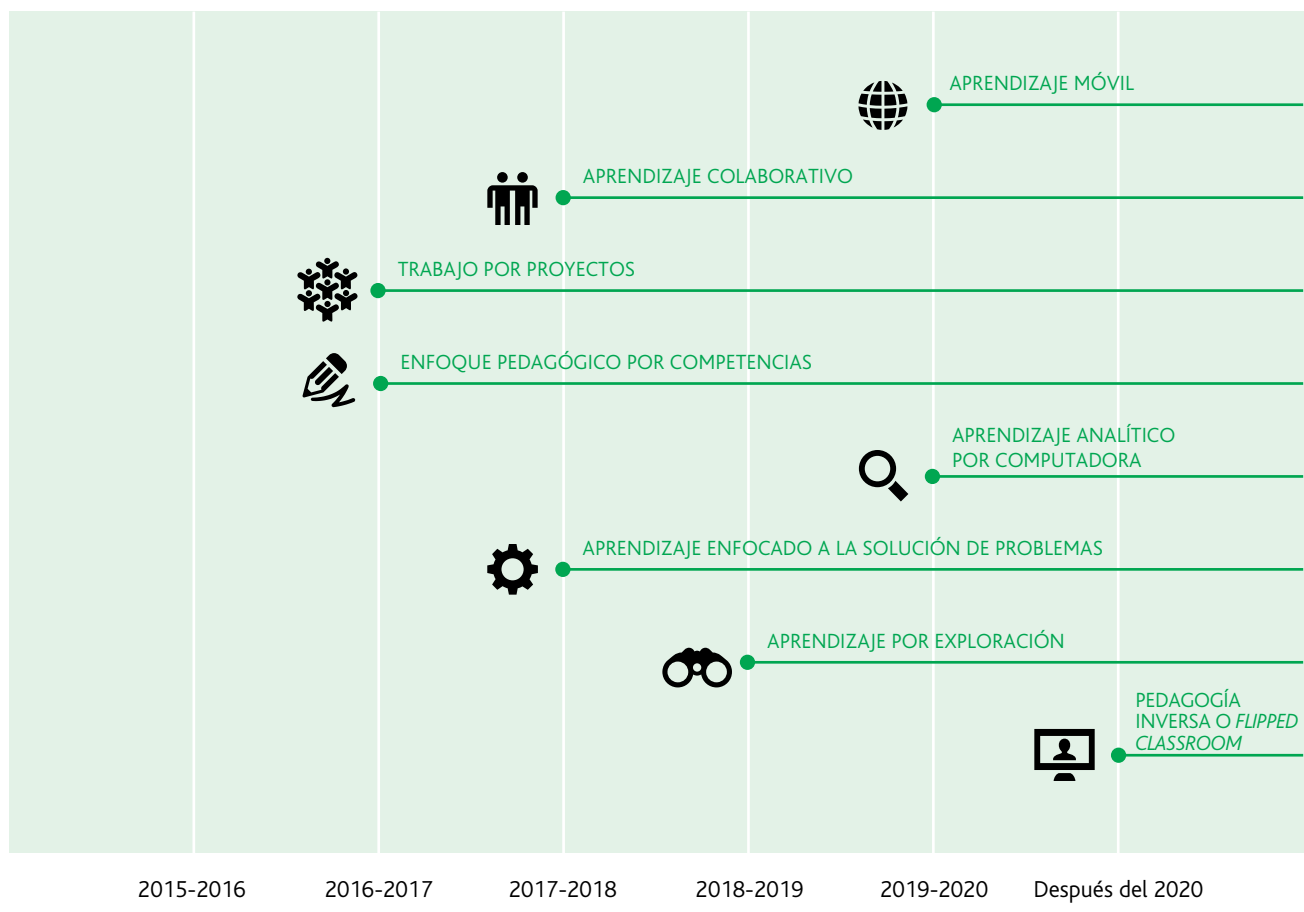 APRENDIZAJE MÓVIL
APRENDIZAJE COLABORATIVO
TRABAJO POR PROYECTOS
ENFOQUE PEDAGÓGICO POR COMPETENCIAS
APRENDIZAJE ANALÍTICO
POR COMPUTADORA
APRENDIZAJE ENFOCADO A LA SOLUCIÓN DE PROBLEMAS
APRENDIZAJE POR EXPLORACIÓN
PEDAGOGÍA
INVERSA O FLIPPED
CLASSROOM
2015-2016 2016-2017 2017-2018 2018-2019 2019-2020 Después del 2020